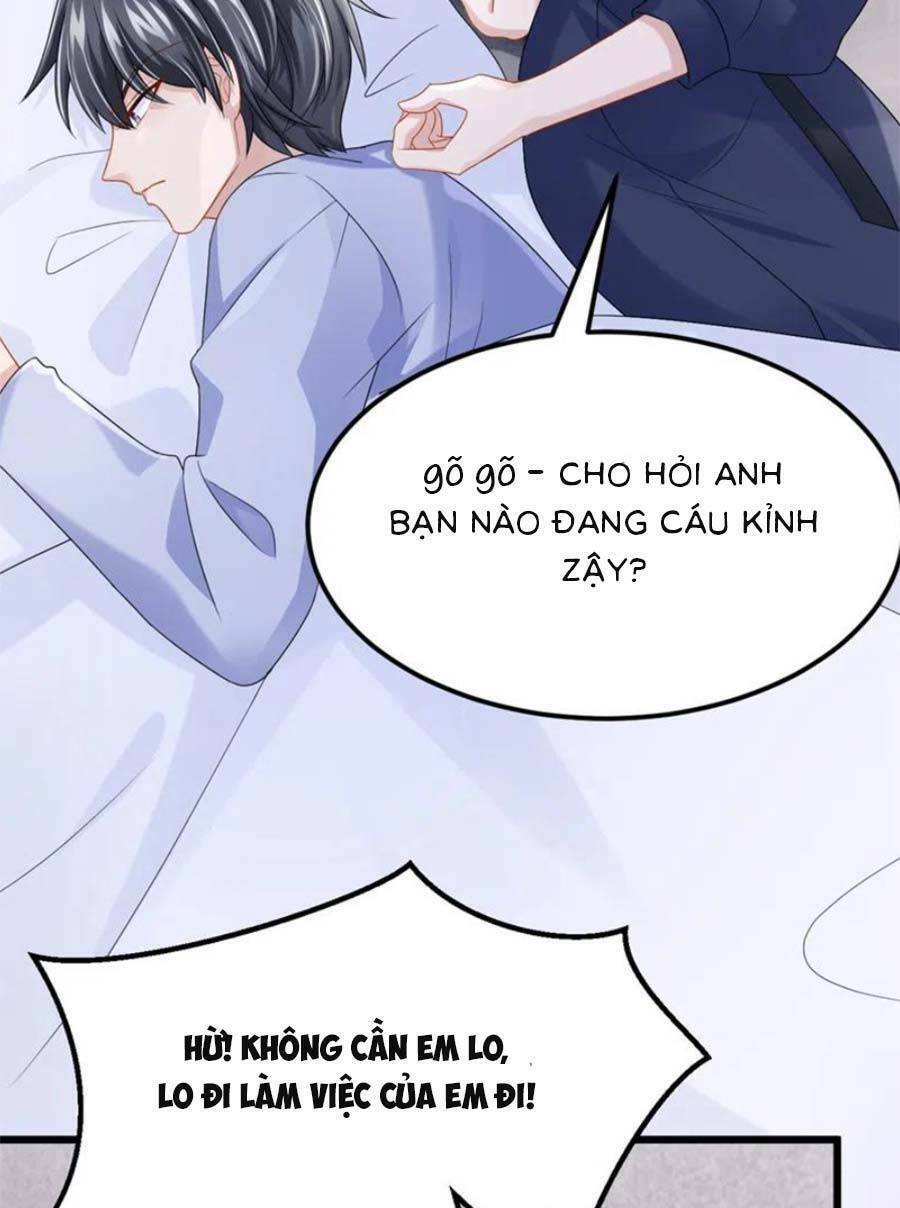 gõ gõ – CHO HỎI ANH
BẠN NÀO ĐANG CÁU KỈNH
ZẬY?
HỪ! KHÔNG CẦN EM LO,
LO ĐI LÀM VIỆC CỦA EM ĐI!